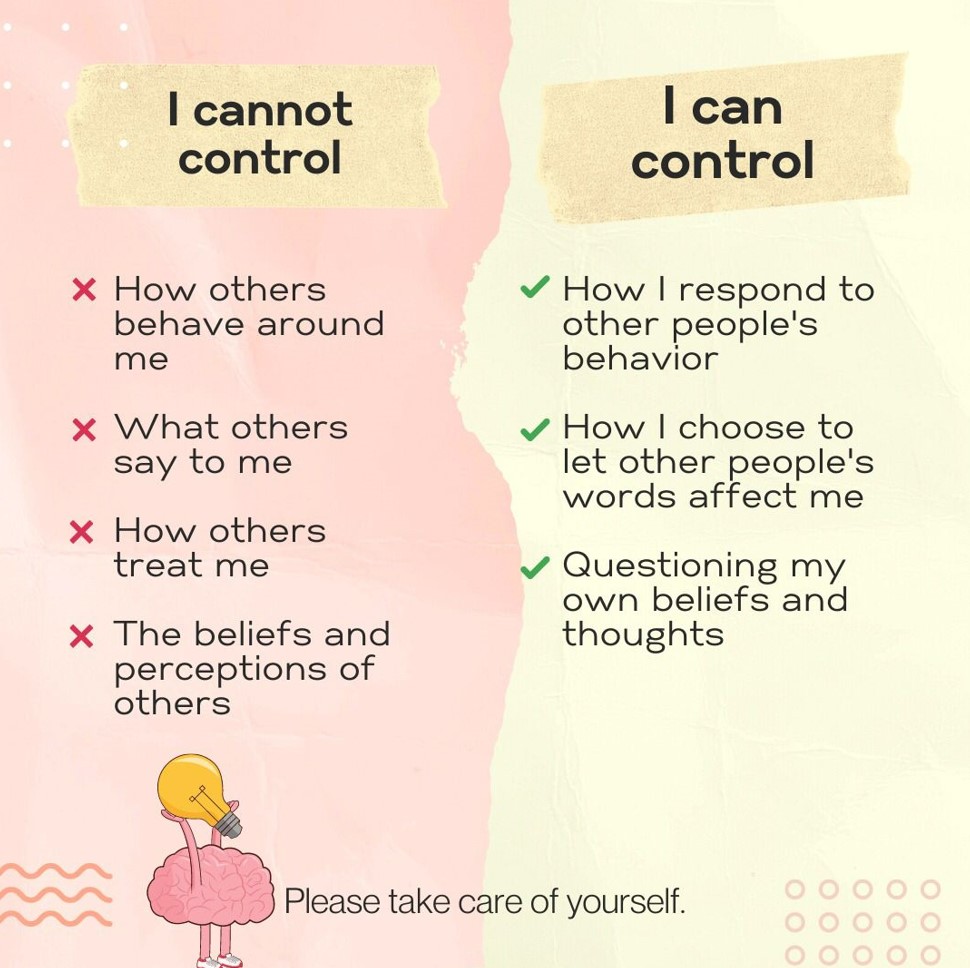 I cannot
control
How others
behave around
me
What others
say to me
How others
treat me
The beliefs and
perceptions of
others
I can
control
How I respond to
other people's
behavior
How I choose to
let other people's
words affect me
Questioning my
own beliefs and
thoughts
Please take care of yourself.